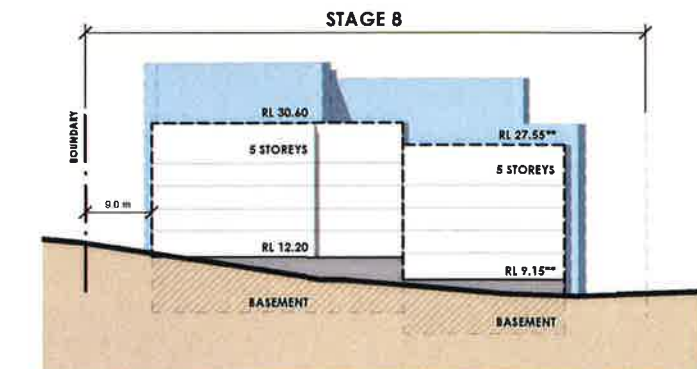 STAGE 8
RL 30.60
RL 27.55**
BOUNDARY
5 STOREYS
5 STOREYS
9.0 m
RL 12.20
RL 9.15**
BASEMENT
BASEMENT